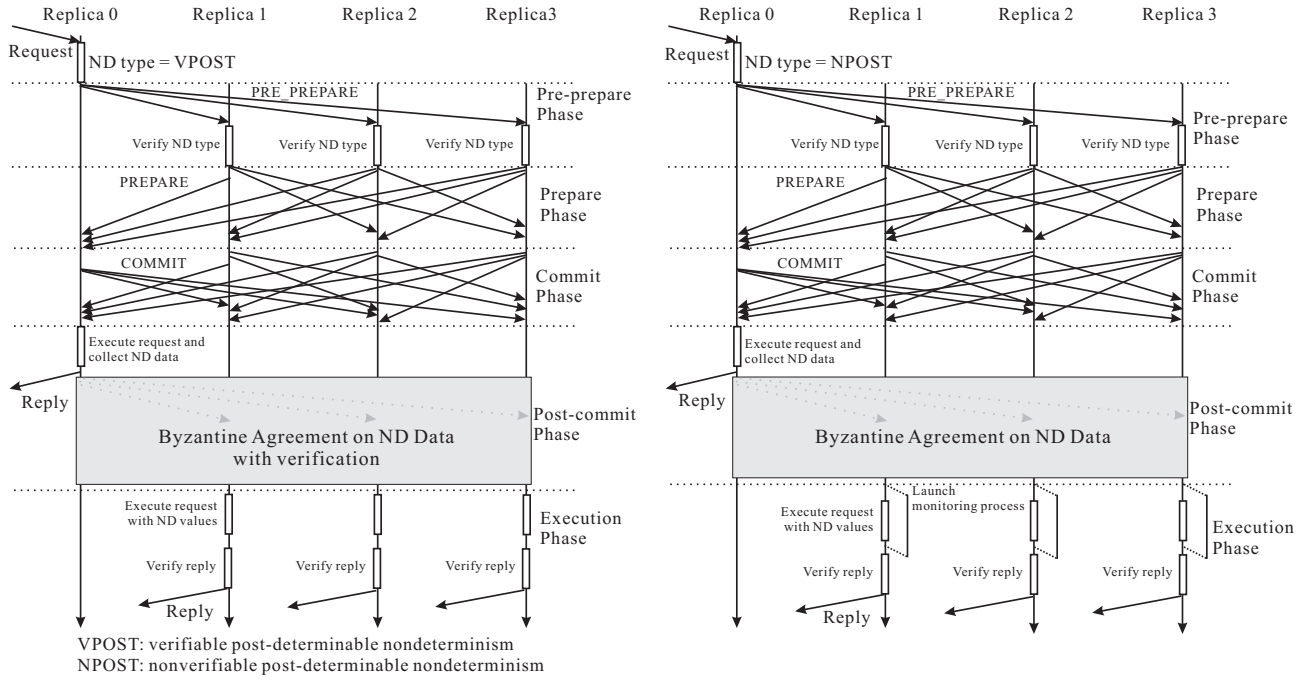 Replica 0
Replica 1
Replica 2
Replica3
Request
ND type = VPOST
PRE_PREPARE
Pre-prepare
Phase
Verify ND type
Verify ND type
Verify ND type
PREPARE
Prepare
Phase
COMMIT
Commit
Phase
Execute request and
collect ND data
Reply
Post-commit
Phase
Byzantine Agreement on ND Data
with verification
Execute request
with ND values
Execution
Phase
Verify reply
Verify reply
Verify reply
Reply
VPOST: verifiable post-determinable nondeterminism
NPOST: nonverifiable post-determinable nondeterminism
Replica 0
Replica 1
Replica 2
Replica 3
Request
ND type = NPOST
PRE_PREPARE
Pre-prepare
Phase
Verify ND type
Verify ND type
Verify ND type
PREPARE
Prepare
Phase
COMMIT
Commit
Phase
Execute request and
collect ND data
Reply
Post-commit
Phase
Byzantine Agreement on ND Data
Launch
monitoring process
Execute request
with ND values
Execution
Phase
Verify reply
Verify reply
Verify reply
Reply